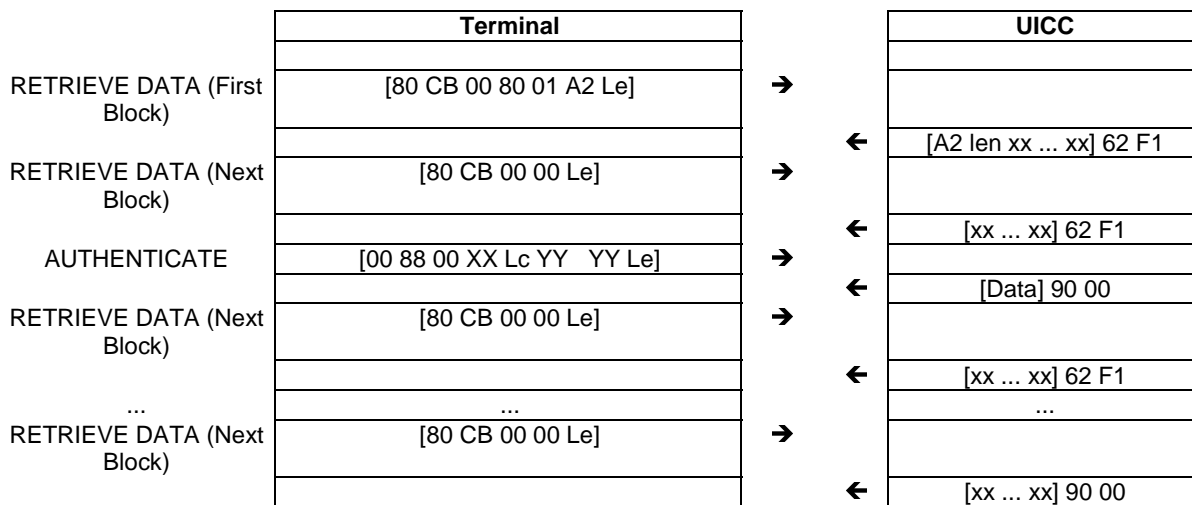 Terminal UICC
RETRIEVE DATA (First Block) [80 CB 00 80 01 A2 Le] ➔
🡰 [A2 len xx ... xx] 62 F1
RETRIEVE DATA (Next Block) [80 CB 00 00 Le] ➔
🡰 [xx ... xx] 62 F1
AUTHENTICATE [00 88 00 XX Lc YY YY Le] ➔
🡰 [Data] 90 00
RETRIEVE DATA (Next Block) [80 CB 00 00 Le] ➔
🡰 [xx ... xx] 62 F1
... ... ...
RETRIEVE DATA (Next Block) [80 CB 00 00 Le] ➔
🡰 [xx ... xx] 90 00